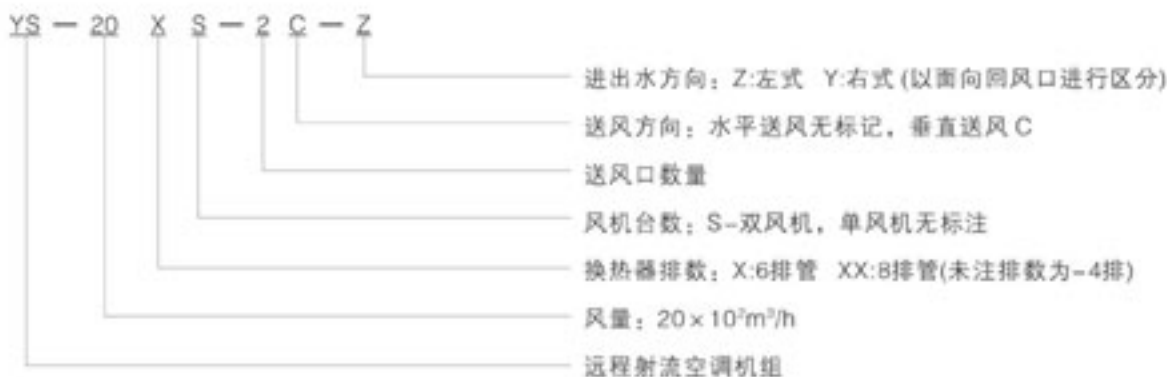 YS — 20 X S — 2 C — Z
进出水方向：Z:左式 Y:右式 (以面向回风口进行区分)
送风方向：水平送风无标记，垂直送风 C
送风口数量
风机台数：S-双风机，单风机无标注
换热器排数：X:6排管 XX:8排管(未注排数为-4排)
风量：20×10²m³/h
远程射流空调机组